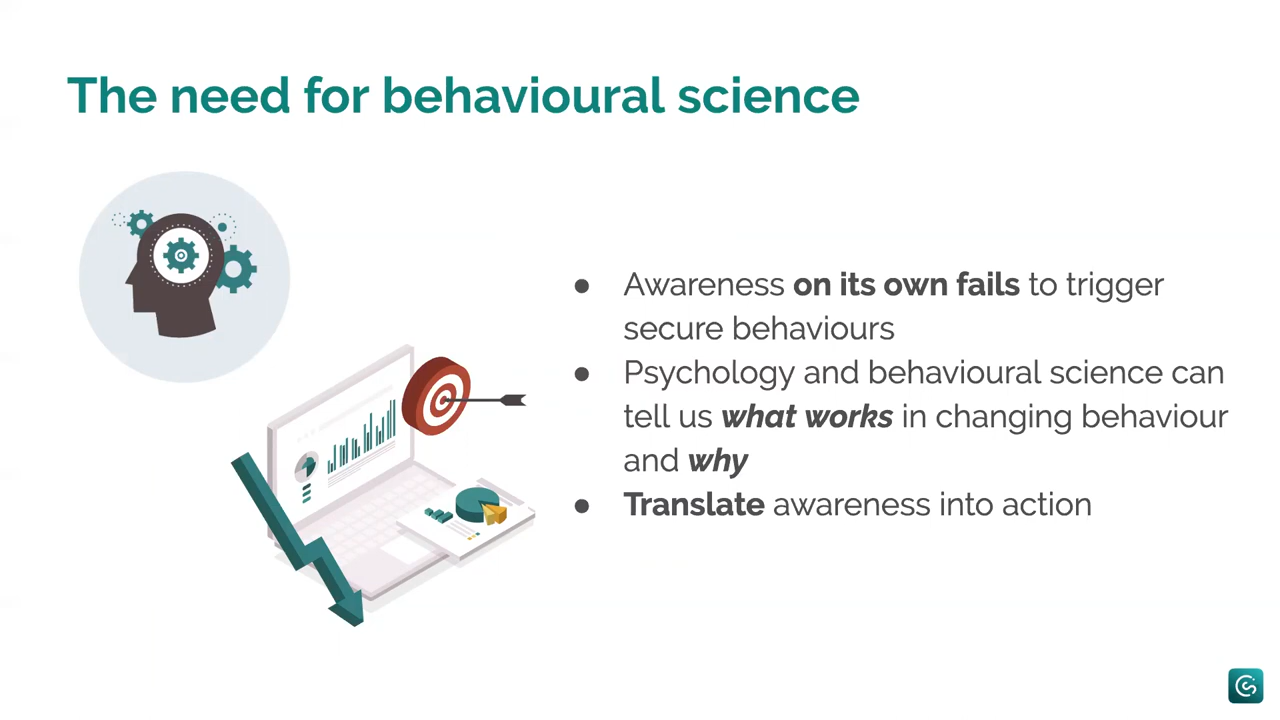 The need for behavioural science
● Awareness on its own fails to trigger
secure behaviours
● Psychology and behavioural science can
tell us what works in changing behaviour
and why
● Translate awareness into action